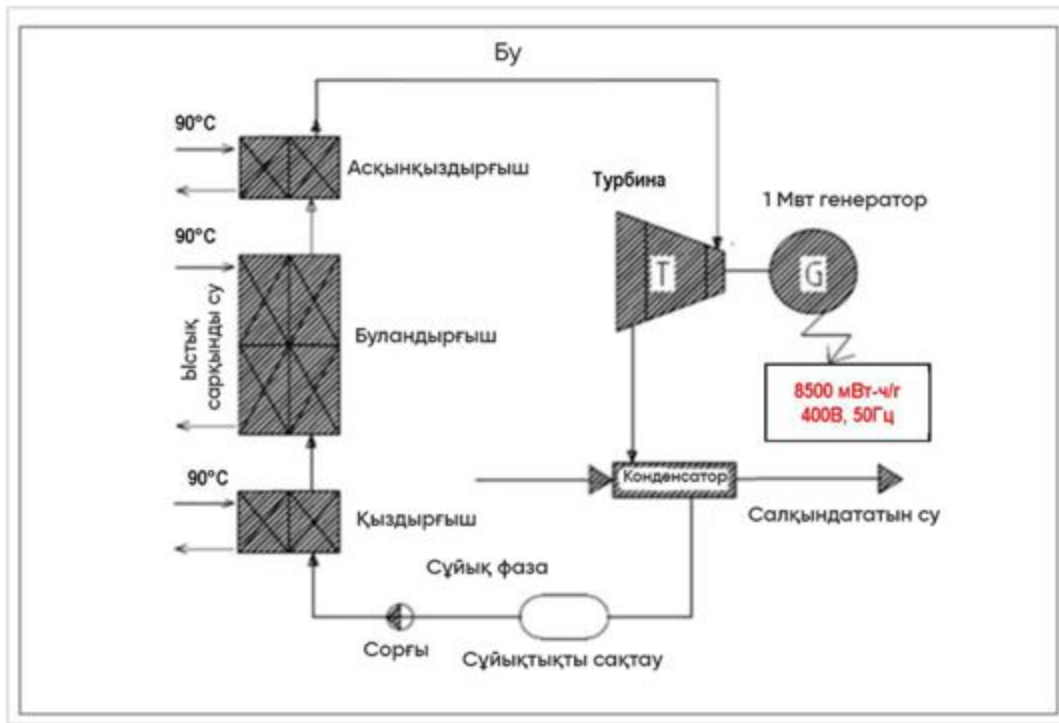 Бу
90°C
Асқынқыздырғыш
Турбина
1 Мвт генератор
90°C
T
G
Ыстық
сарқынды су
Буландырғыш
8500 мВт-ч/г
400В, 50Гц
90°C
Конденсатор
Қыздырғыш
Салқындататын су
Сұйық фаза
Сорғы
Сұйықтықты сақтау